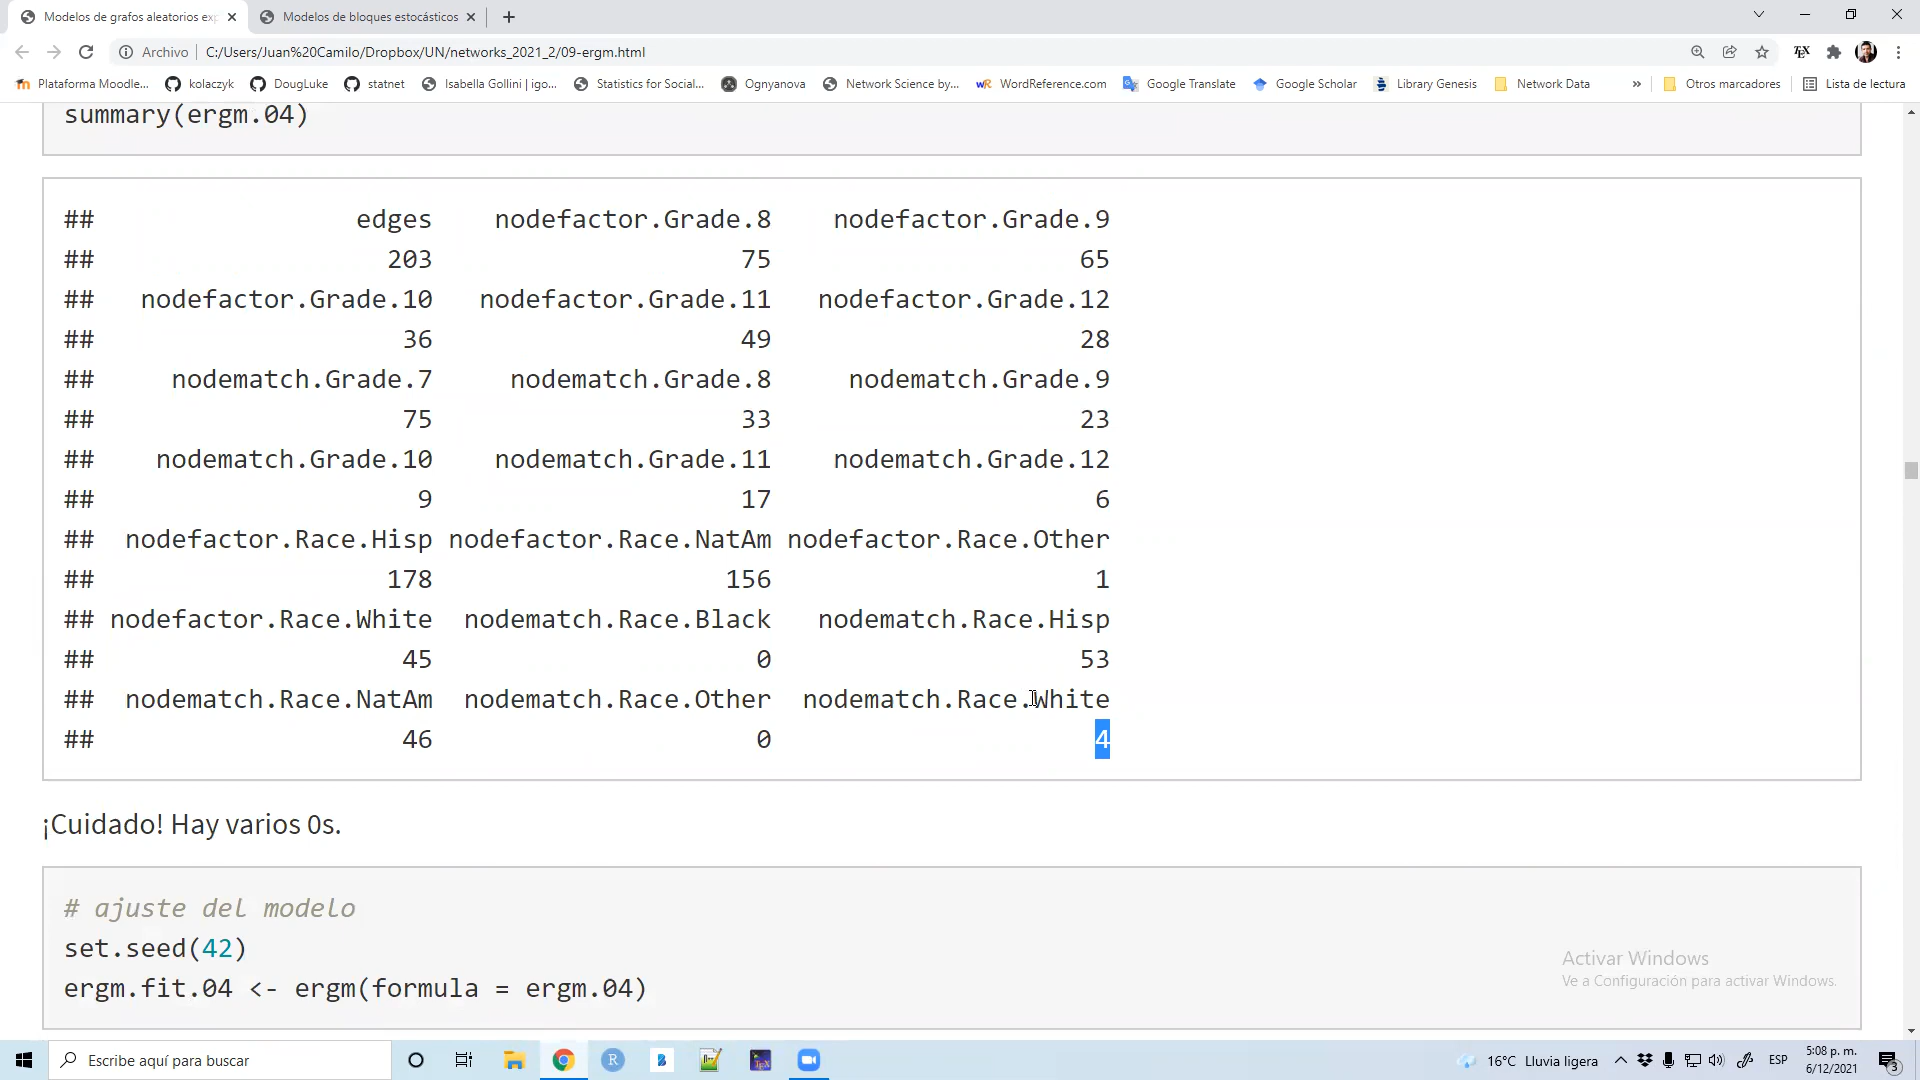 Modelos de grafos aleatorios exp
Modelos de bloques estocásticos
Archivo
C:/Users/Juan%20Camilo/Dropbox/UN/networks_2021_2/09-ergm.html
Plataforma Moodle...
kolaczyk
DougLuke
statnet
Isabella Gollini | igo...
Statistics for Social...
Ognyanova
Network Science by...
WordReference.com
Google Translate
Google Scholar
Library Genesis
Network Data
»
Otros marcadores
Lista de lectura
summary(ergm.04)
## edges nodefactor.Grade.8 nodefactor.Grade.9
## 203 75 65
## nodefactor.Grade.10 nodefactor.Grade.11 nodefactor.Grade.12
## 36 49 28
## nodematch.Grade.7 nodematch.Grade.8 nodematch.Grade.9
## 75 33 23
## nodematch.Grade.10 nodematch.Grade.11 nodematch.Grade.12
## 9 17 6
## nodefactor.Race.Hisp nodefactor.Race.NatAm nodefactor.Race.Other
## 178 156 1
## nodefactor.Race.White nodematch.Race.Black nodematch.Race.Hisp
## 45 0 53
## nodematch.Race.NatAm nodematch.Race.Other nodematch.Race.White
## 46 0 4
¡Cuidado! Hay varios 0s.
# ajuste del modelo
set.seed(42)
ergm.fit.04 <- ergm(formula = ergm.04)
Activar Windows
Ve a Configuración para activar Windows.
Escribe aquí para buscar
16°C Lluvia ligera
ESP
5:08 p. m.
6/12/2021
3